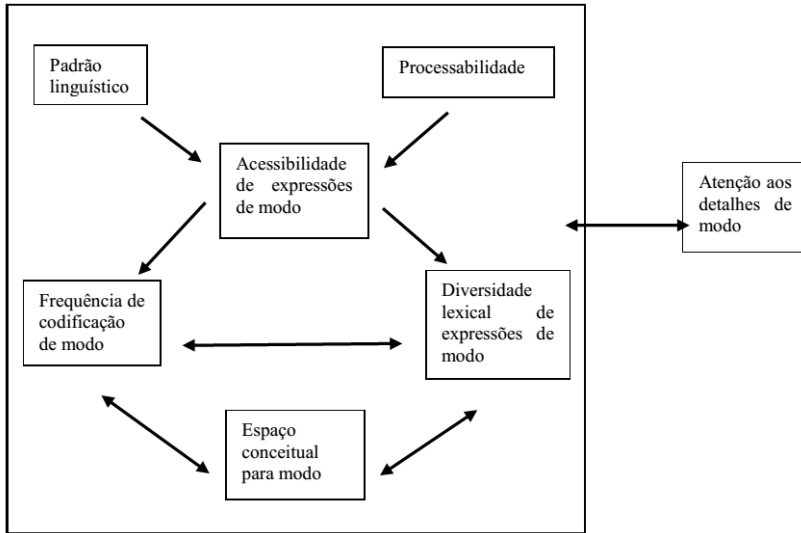 Padrão
linguístico
Processabilidade
Acessibilidade
de expressões
de modo
Atenção aos
detalhes de
modo
Frequência de
codificação
de modo
Diversidade
lexical de
expressões de
modo
Espaço
conceitual
para modo